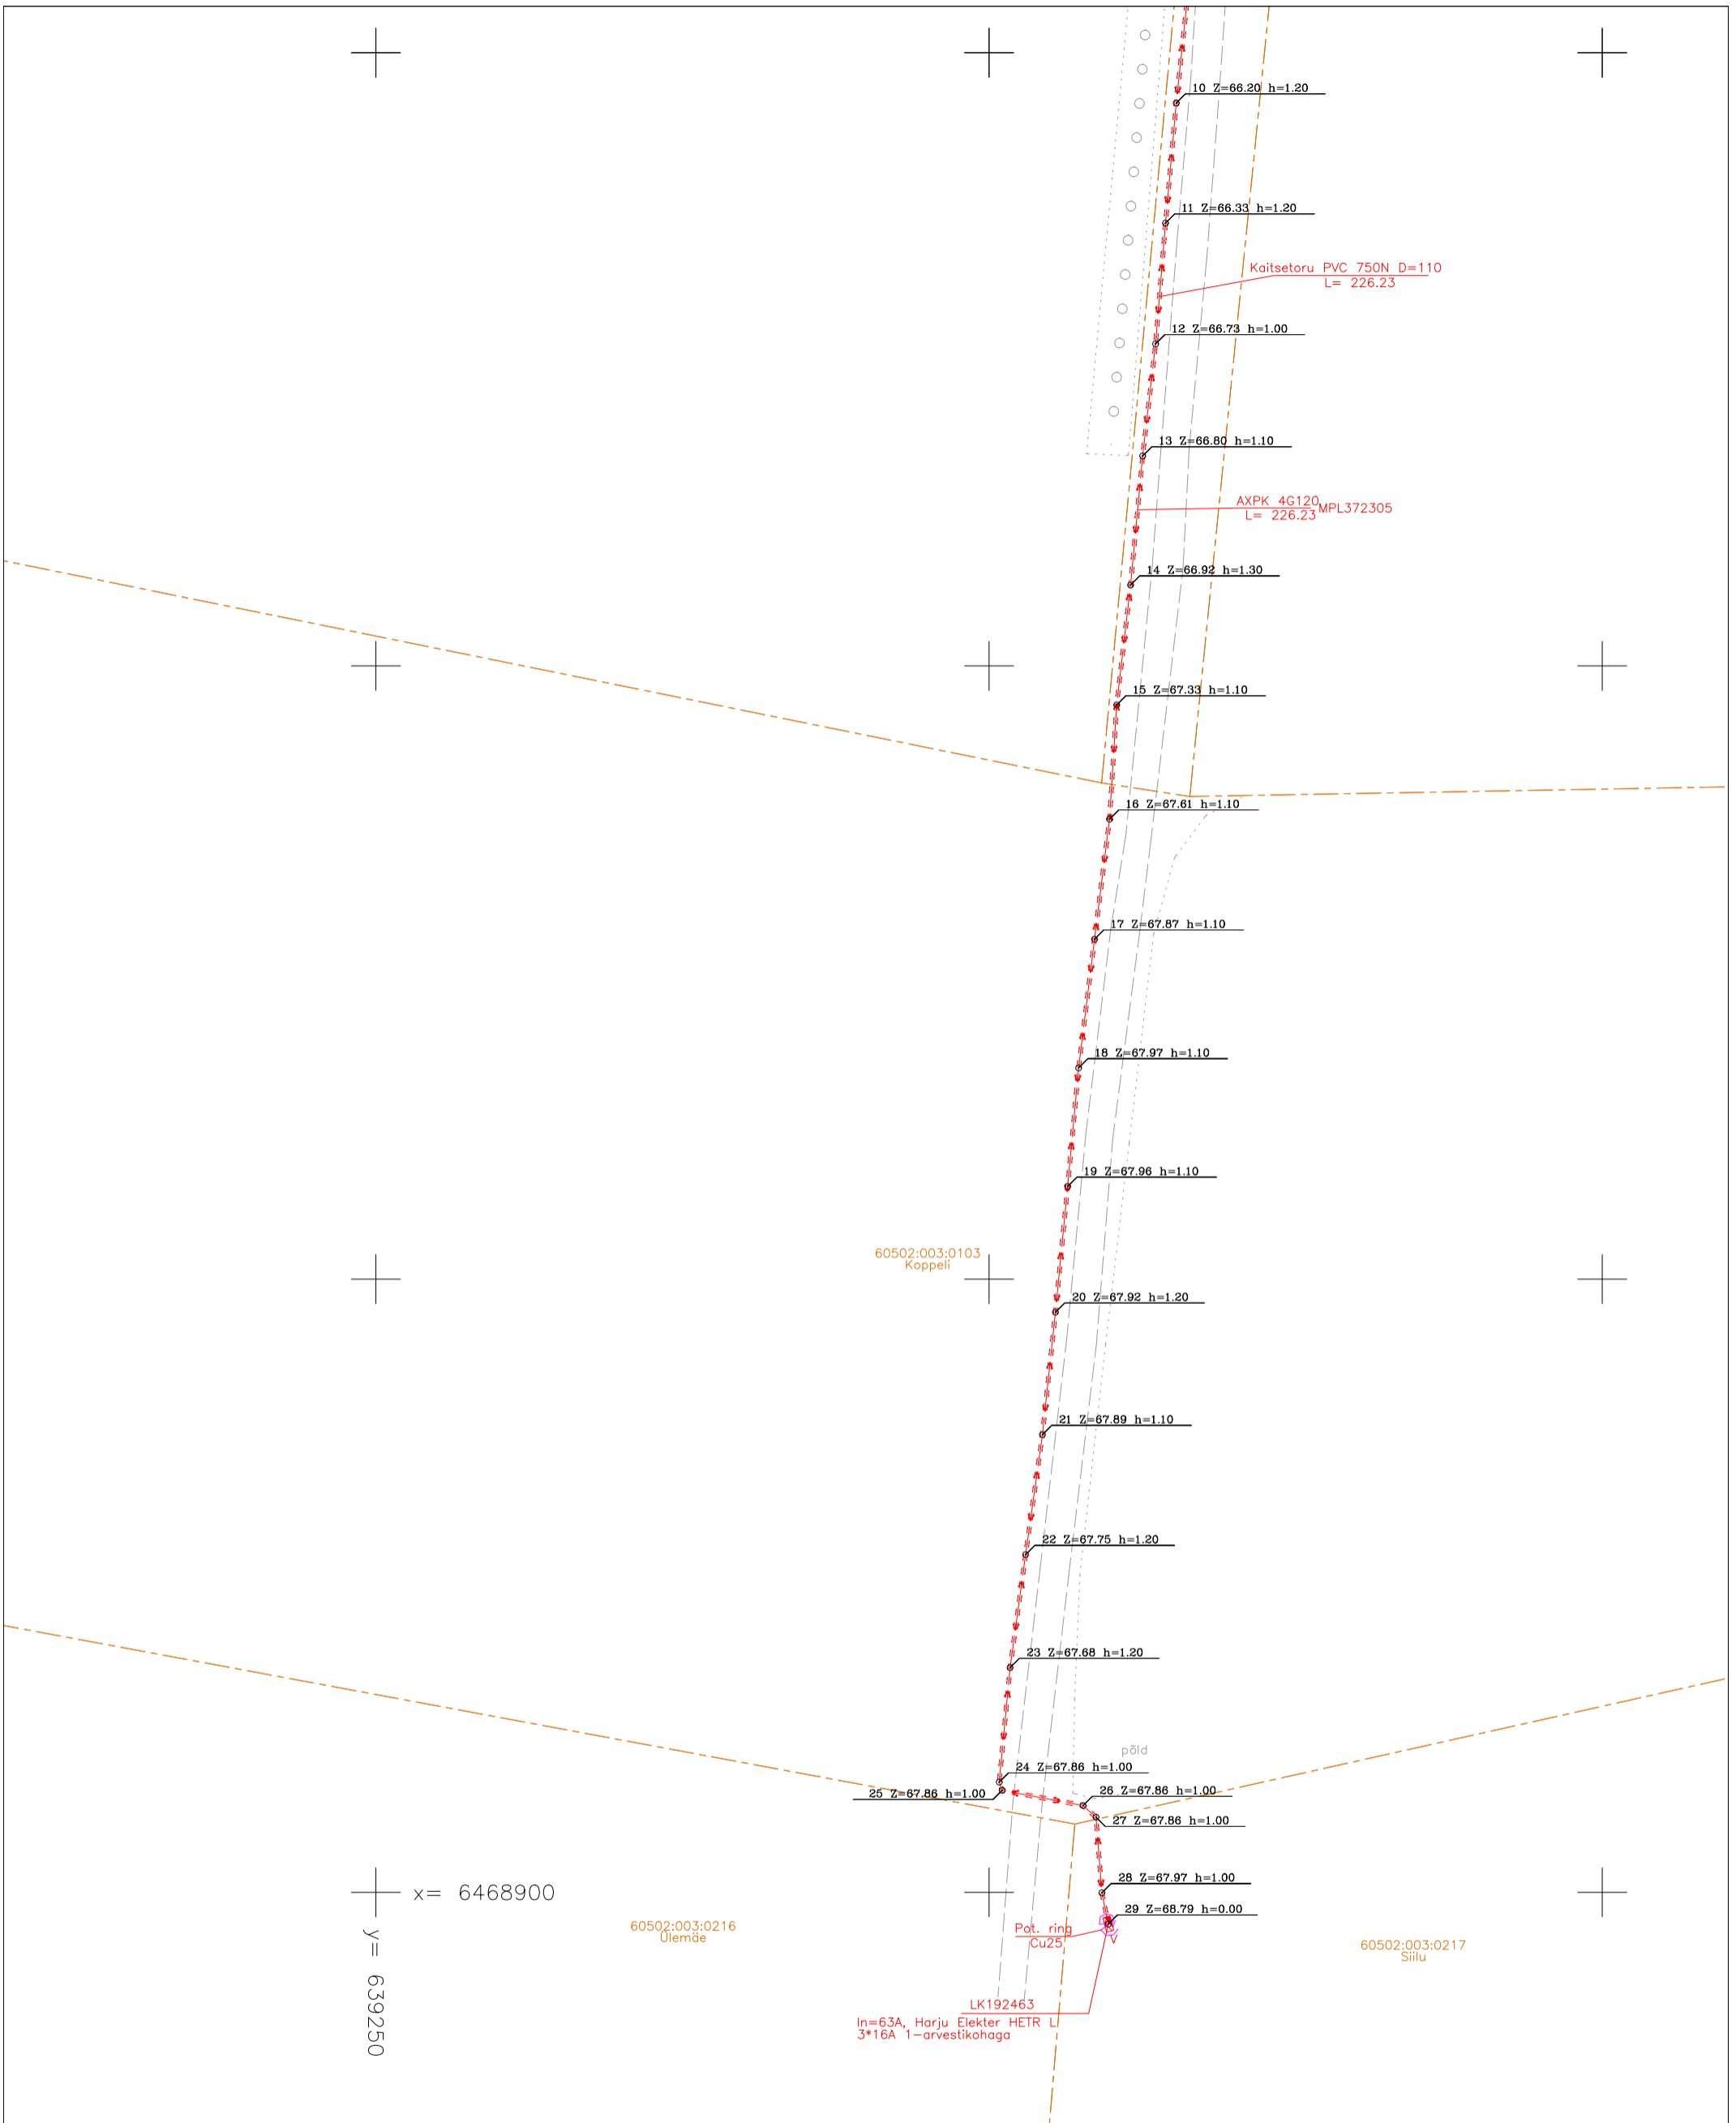 10 Z=66.20 h=1.20
11 Z=66.33 h=1.20
Kaitsetoru PVC 750N D=110
L= 226.23
12 Z=66.73 h=1.00
13 Z=66.80 h=1.10
AXPK 4G120
MPL372305
L= 226.23
14 Z=66.92 h=1.30
15 Z=67.33 h=1.10
16 Z=67.61 h=1.10
17 Z=67.87 h=1.10
18 Z=67.97 h=1.10
19 Z=67.96 h=1.10
60502:003:0103
Koppeli
20 Z=67.92 h=1.20
21 Z=67.89 h=1.10
22 Z=67.75 h=1.20
23 Z=67.68 h=1.20
põld
24 Z=67.86 h=1.00
25 Z=67.86 h=1.00
26 Z=67.86 h=1.00
27 Z=67.86 h=1.00
28 Z=67.97 h=1.00
x= 6468900
29 Z=68.79 h=0.00
60502:003:0216
Ülemäe
Pot. ring
Cu25
60502:003:0217
Siilu
y= 639250
LK192463
In=63A, Harju Elekter HETR L
3*16A 1-arvestikohaga